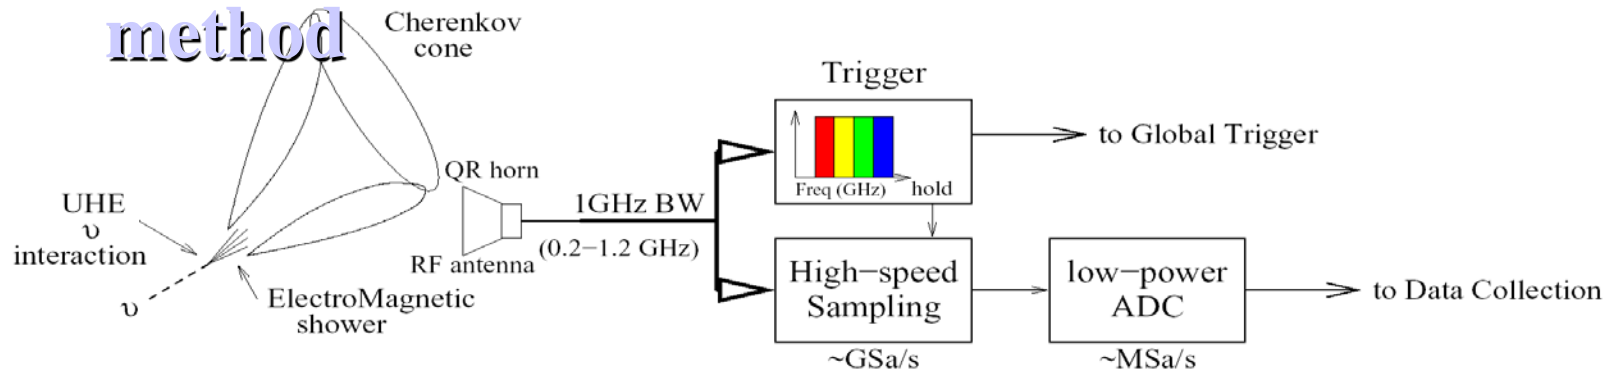 method
Cherenkov
cone
Trigger
to Global Trigger
Freq (GHz)
hold
QR horn
1GHz BW
(0.2−1.2 GHz)
RF antenna
UHE
υ
interaction
υ
ElectroMagnetic
shower
High−speed
Sampling
~GSa/s
low−power
ADC
~MSa/s
to Data Collection